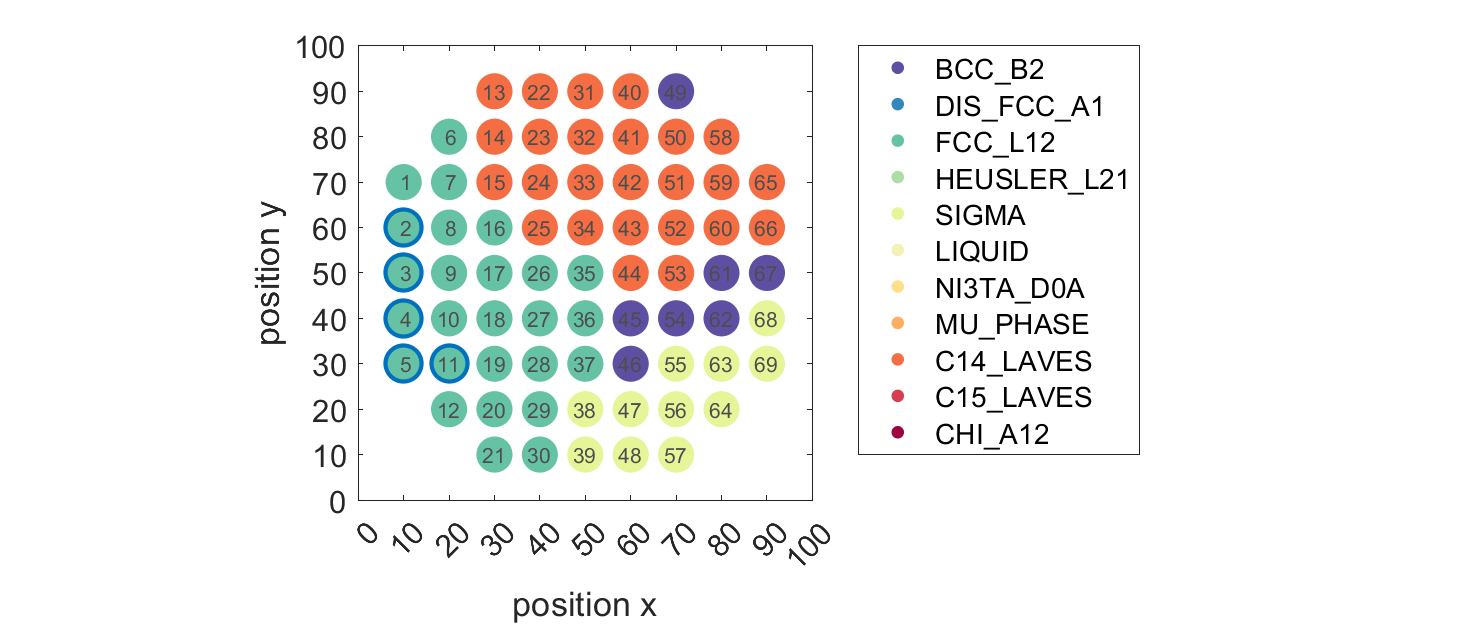 100
90
80
70
60
50
40
30
20
10
0
13 22 31 40 49
6 14 23 32 41 50 58
1 7 15 24 33 42 51 59 65
2 8 16 25 34 43 52 60 66
3 9 17 26 35 44 53 61 67
4 10 18 27 36 45 54 62 68
5 11 19 28 37 46 55 63 69
12 20 29 38 47 56 64
21 30 39 48 57
0 10 20 30 40 50 60 70 80 90 100
position x
position y
BCC_B2
DIS_FCC_A1
FCC_L12
HEUSLER_L21
SIGMA
LIQUID
NI3TA_D0A
MU_PHASE
C14_LAVES
C15_LAVES
CHI_A12